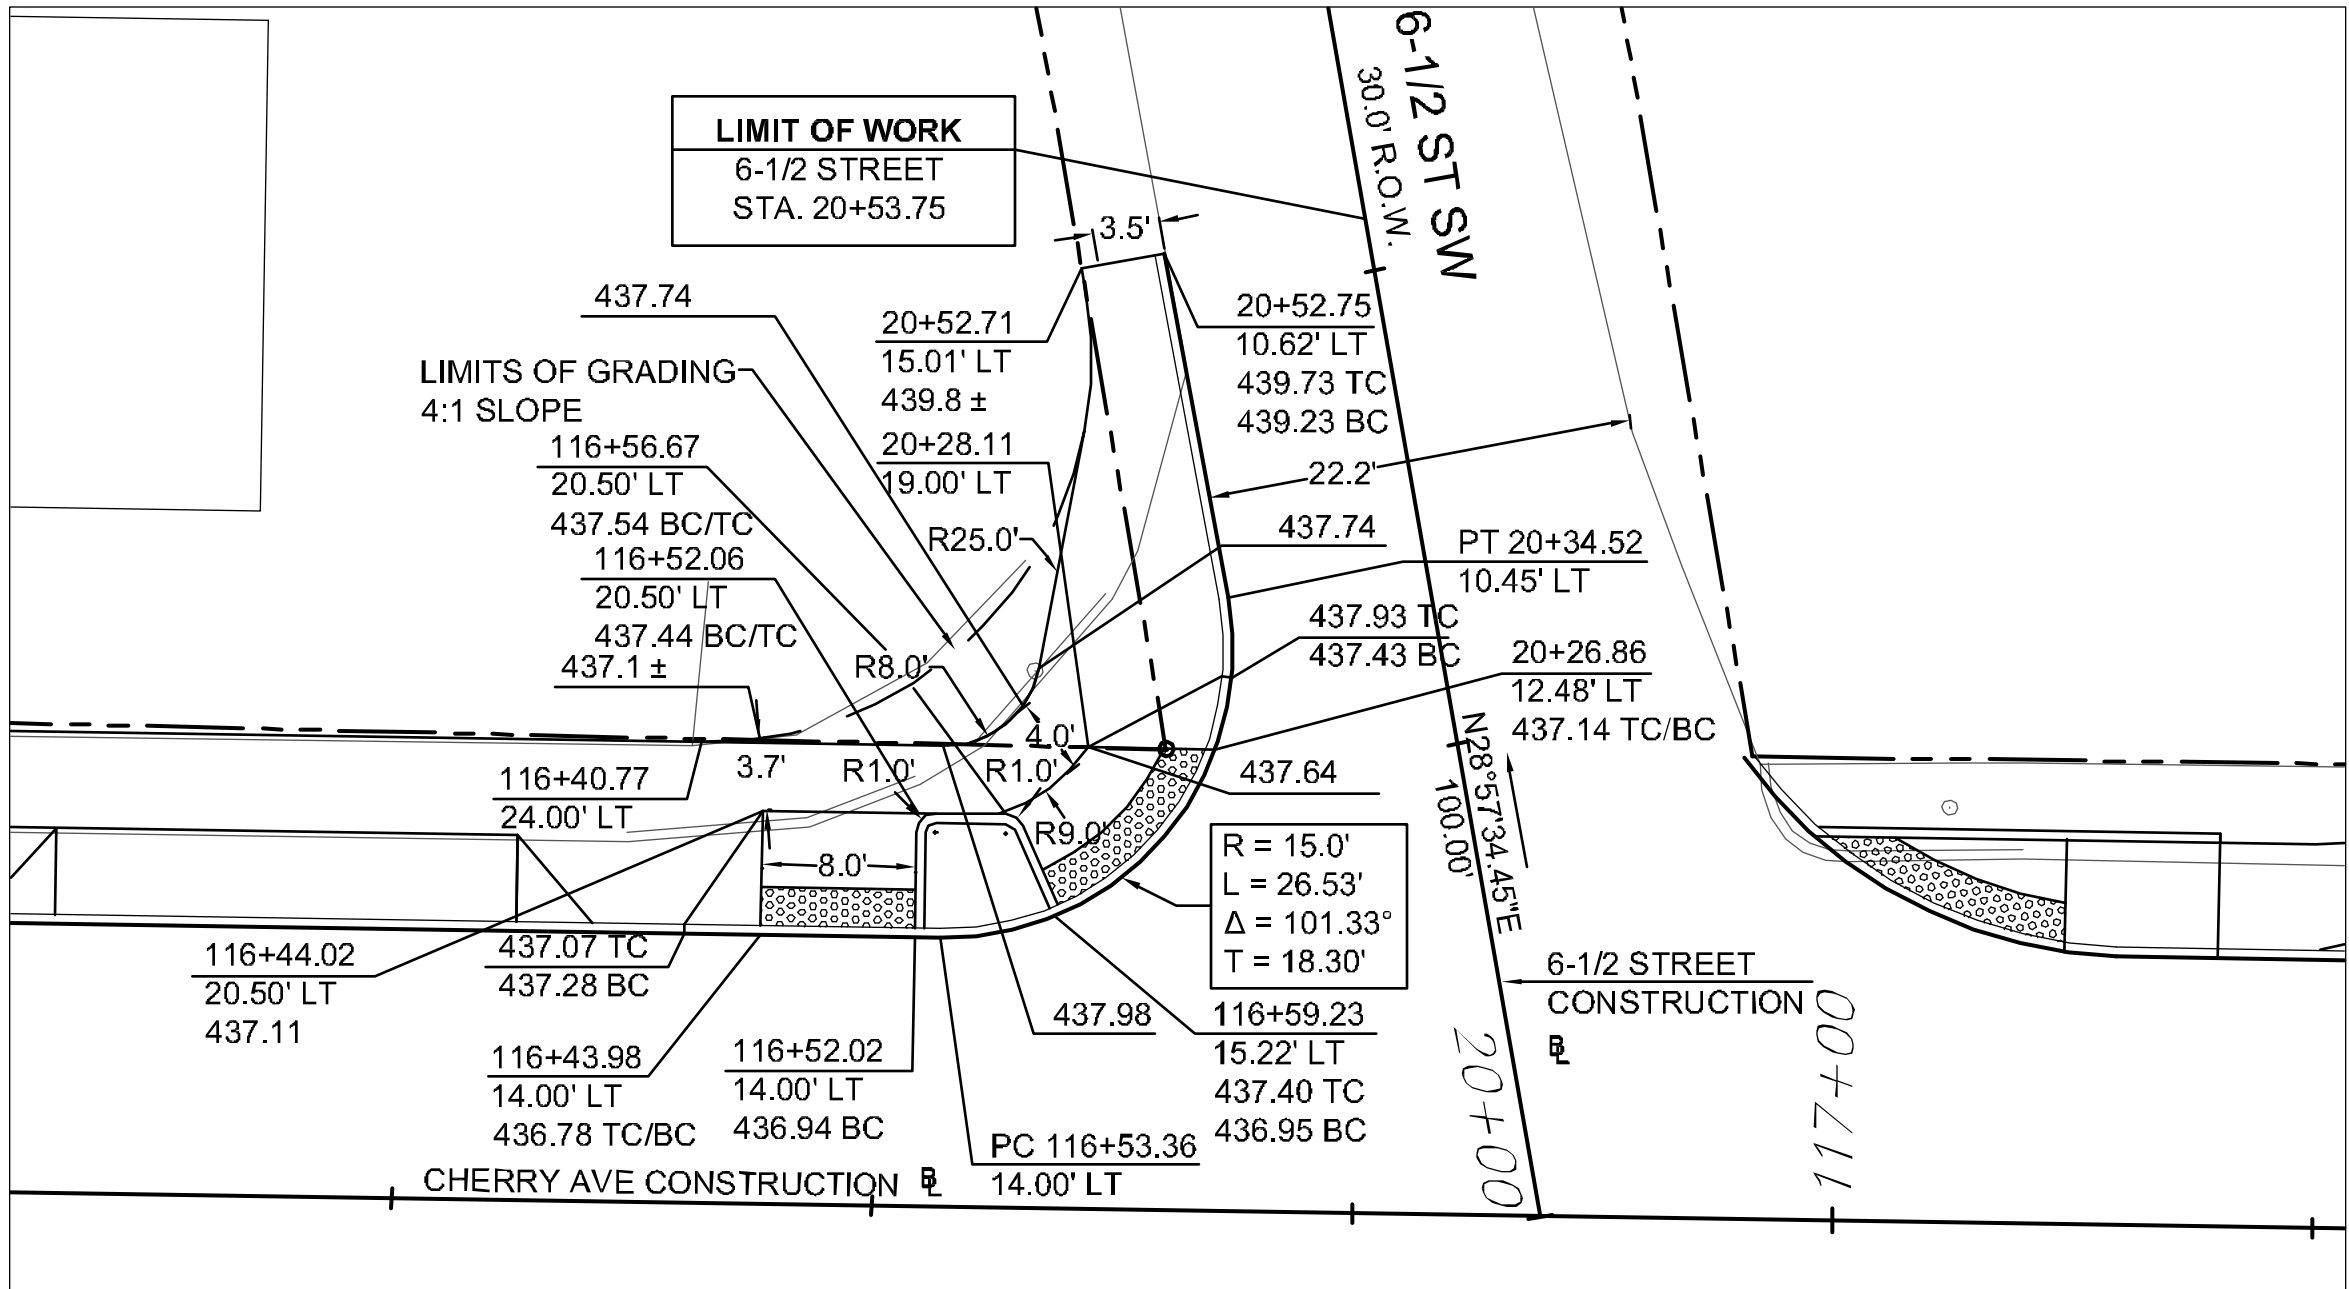 6-1/2 ST SW
30.0' R.O.W.
LIMIT OF WORK
6-1/2 STREET
STA. 20+53.75
3.5'
437.74
20+52.71
15.01' LT
439.8 ±
20+52.75
10.62' LT
439.73 TC
439.23 BC
LIMITS OF GRADING
4:1 SLOPE
116+56.67
20.50' LT
437.54 BC/TC
20+28.11
19.00' LT
22.2'
R25.0'
437.74
PT 20+34.52
10.45' LT
116+52.06
20.50' LT
437.44 BC/TC
437.1 ±
R8.0'
437.93 TC
437.43 BC
20+26.86
12.48' LT
437.14 TC/BC
4.0'
3.7'
R1.0'
R1.0'
437.64
116+40.77
24.00' LT
N28°57'34.45"E
100.00'
R9.0'
8.0'
R = 15.0'
L = 26.53'
Δ = 101.33°
T = 18.30'
116+44.02
20.50' LT
437.11
437.07 TC
437.28 BC
6-1/2 STREET
CONSTRUCTION
BL
437.98
116+59.23
15.22' LT
437.40 TC
436.95 BC
116+43.98
14.00' LT
436.78 TC/BC
116+52.02
14.00' LT
436.94 BC
PC 116+53.36
14.00' LT
20+00
117+00
CHERRY AVE CONSTRUCTION BL